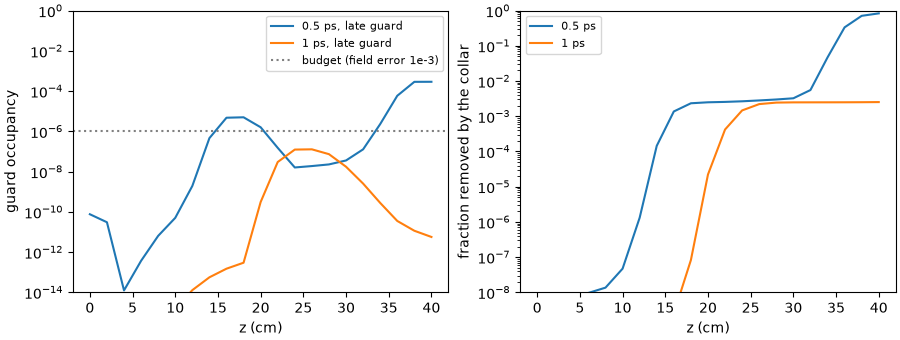 10⁰
10⁻²
10⁻⁴
10⁻⁶
10⁻⁸
10⁻¹⁰
10⁻¹²
10⁻¹⁴
guard occupancy
0.5 ps, late guard
1 ps, late guard
budget (field error 1e-3)
0 5 10 15 20 25 30 35 40
z (cm)
10⁰
10⁻¹
10⁻²
10⁻³
10⁻⁴
10⁻⁵
10⁻⁶
10⁻⁷
10⁻⁸
fraction removed by the collar
0.5 ps
1 ps
0 5 10 15 20 25 30 35 40
z (cm)